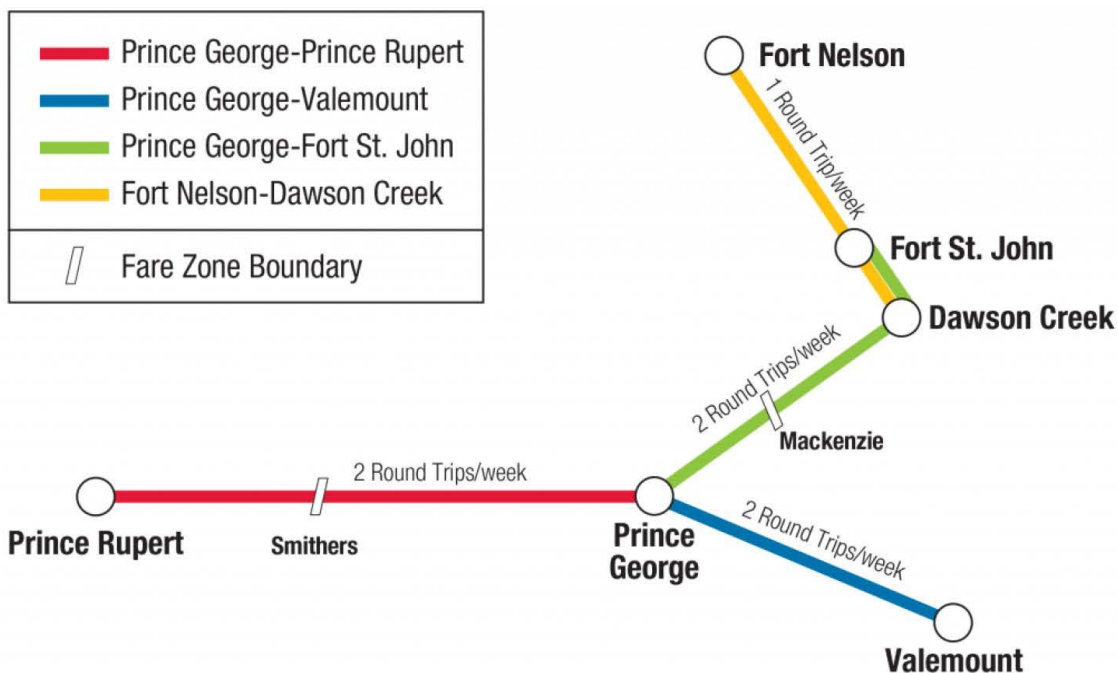 Prince George-Prince Rupert
Prince George-Valemount
Prince George-Fort St. John
Fort Nelson-Dawson Creek
Fare Zone Boundary
Fort Nelson
1 Round Trip/week
Fort St. John
Dawson Creek
2 Round Trips/week
Mackenzie
2 Round Trips/week
Prince Rupert
Smithers
Prince
George
2 Round Trips/week
Valemount